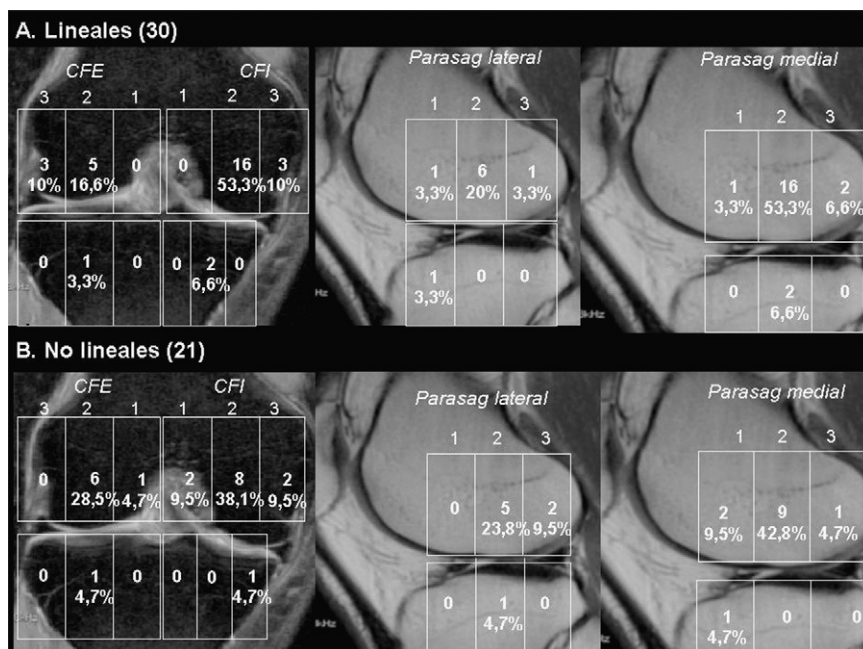 A. Lineales (30)
CFE CFI Parasag lateral Parasag medial
3 2 1 1 2 3 1 2 3 1 2 3
3 5 0 0 16 3 1 6 1 1 16 2
10% 16,6% 53,3% 10% 3,3% 20% 3,3% 3,3% 53,3% 6,6%
0 1 0 0 2 0 1 0 0 0 2 0
3,3% 6,6% 3,3% 6,6%
Hz kHz
B. No lineales (21)
CFE CFI Parasag lateral Parasag medial
3 2 1 1 2 3 1 2 3 1 2 3
0 6 1 2 8 2 0 5 2 2 9 1
28,5% 4,7% 9,5% 38,1% 9,5% 23,8% 9,5% 9,5% 42,8% 4,7%
0 1 0 0 0 1 0 1 0 1 0 0
4,7% 4,7% 4,7% 4,7%
kHz